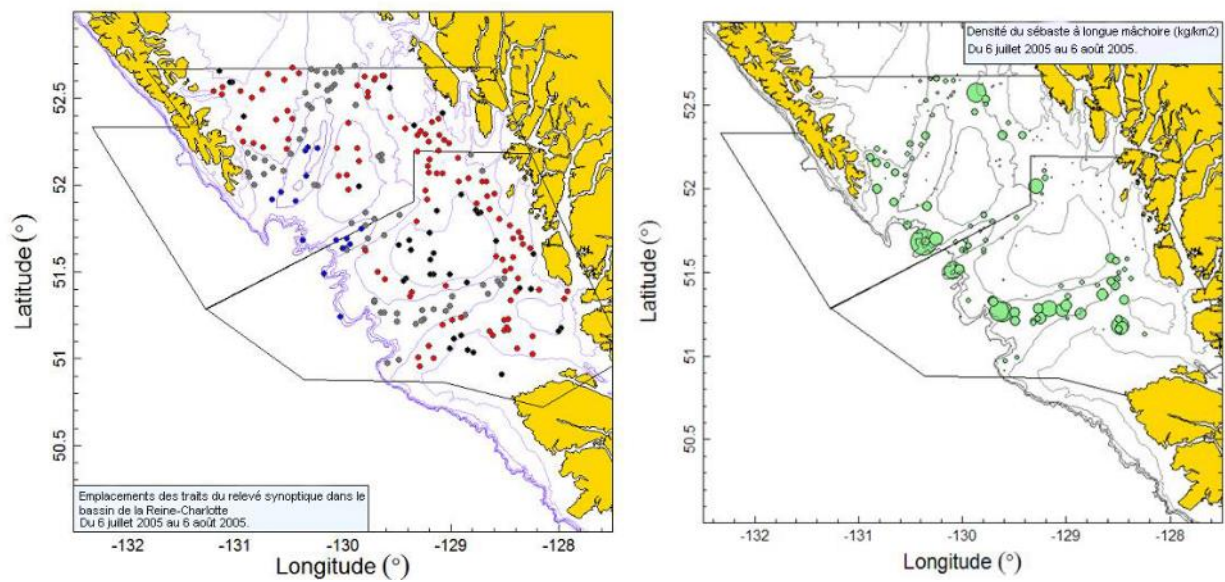 52.5
52
51.5
51
50.5
Latitude (°)
Emplacements des traits du relevé synoptique dans le
bassin de la Reine-Charlotte
Du 6 juillet 2005 au 6 août 2005.
-132 -131 -130 -129 -128
Longitude (°)
Densité du sébaste à longue mâchoire (kg/km2)
Du 6 juillet 2005 au 6 août 2005.
52.5
52
51.5
51
50.5
Latitude (°)
-132 -131 -130 -129 -128
Longitude (°)